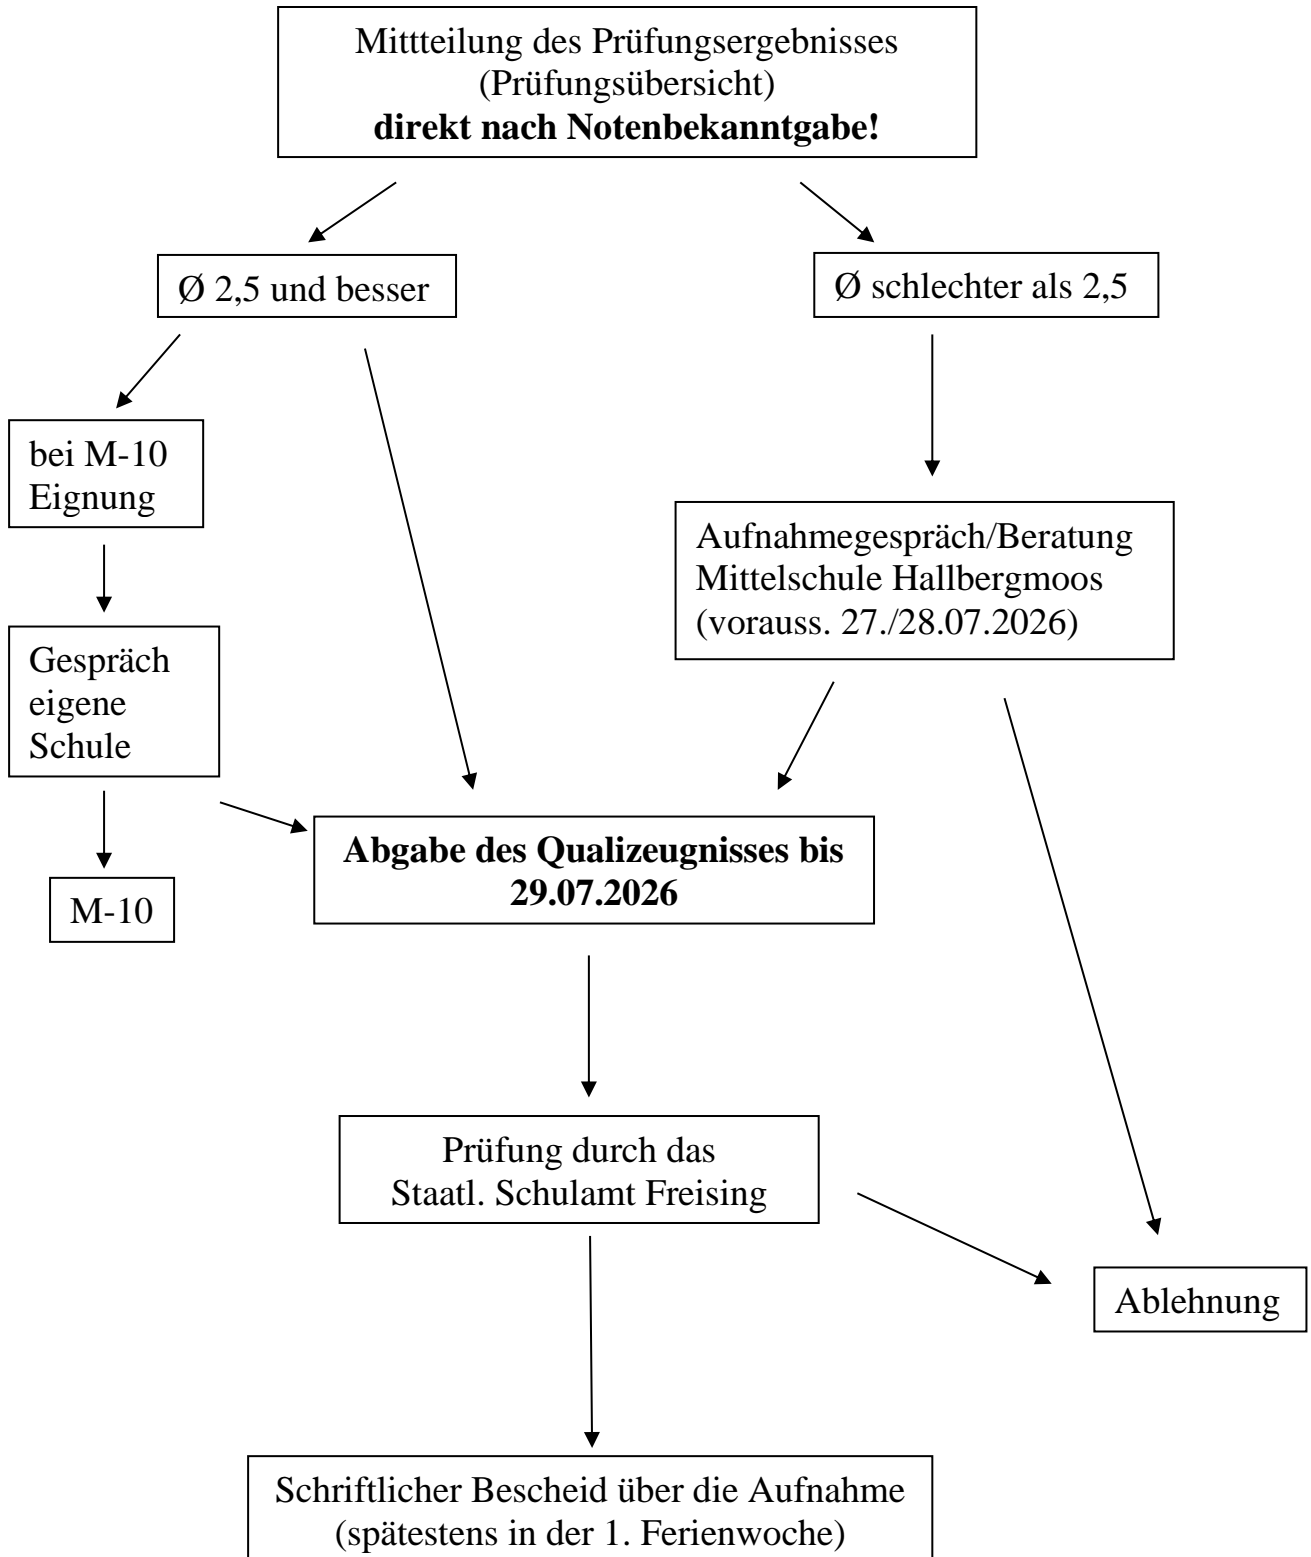 Mittteilung des Prüfungsergebnisses
(Prüfungsübersicht)
direkt nach Notenbekanntgabe!
Ø 2,5 und besser
Ø schlechter als 2,5
bei M-10
Eignung
Aufnahmegespräch/Beratung
Mittelschule Hallbergmoos
(vorauss. 27./28.07.2026)
Gespräch
eigene
Schule
Abgabe des Qualizeugnisses bis
29.07.2026
M-10
Prüfung durch das
Staatl. Schulamt Freising
Ablehnung
Schriftlicher Bescheid über die Aufnahme
(spätestens in der 1. Ferienwoche)